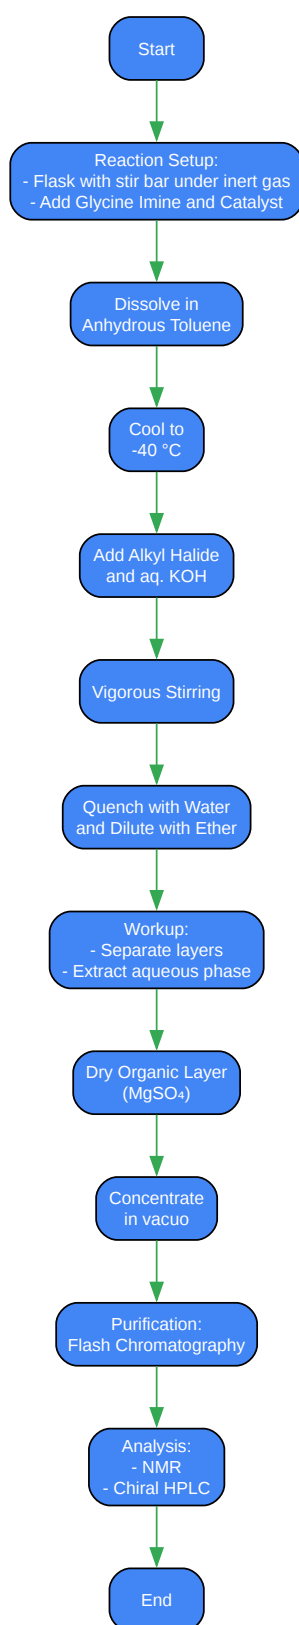 Start
Reaction Setup:
- Flask with stir bar under inert gas
- Add Glycine Imine and Catalyst
Dissolve in
Anhydrous Toluene
Cool to
-40 °C
Add Alkyl Halide
and aq. KOH
Vigorous Stirring
Quench with Water
and Dilute with Ether
Workup:
- Separate layers
- Extract aqueous phase
Dry Organic Layer
(MgSO₄)
Concentrate
in vacuo
Purification:
Flash Chromatography
Analysis:
- NMR
- Chiral HPLC
End